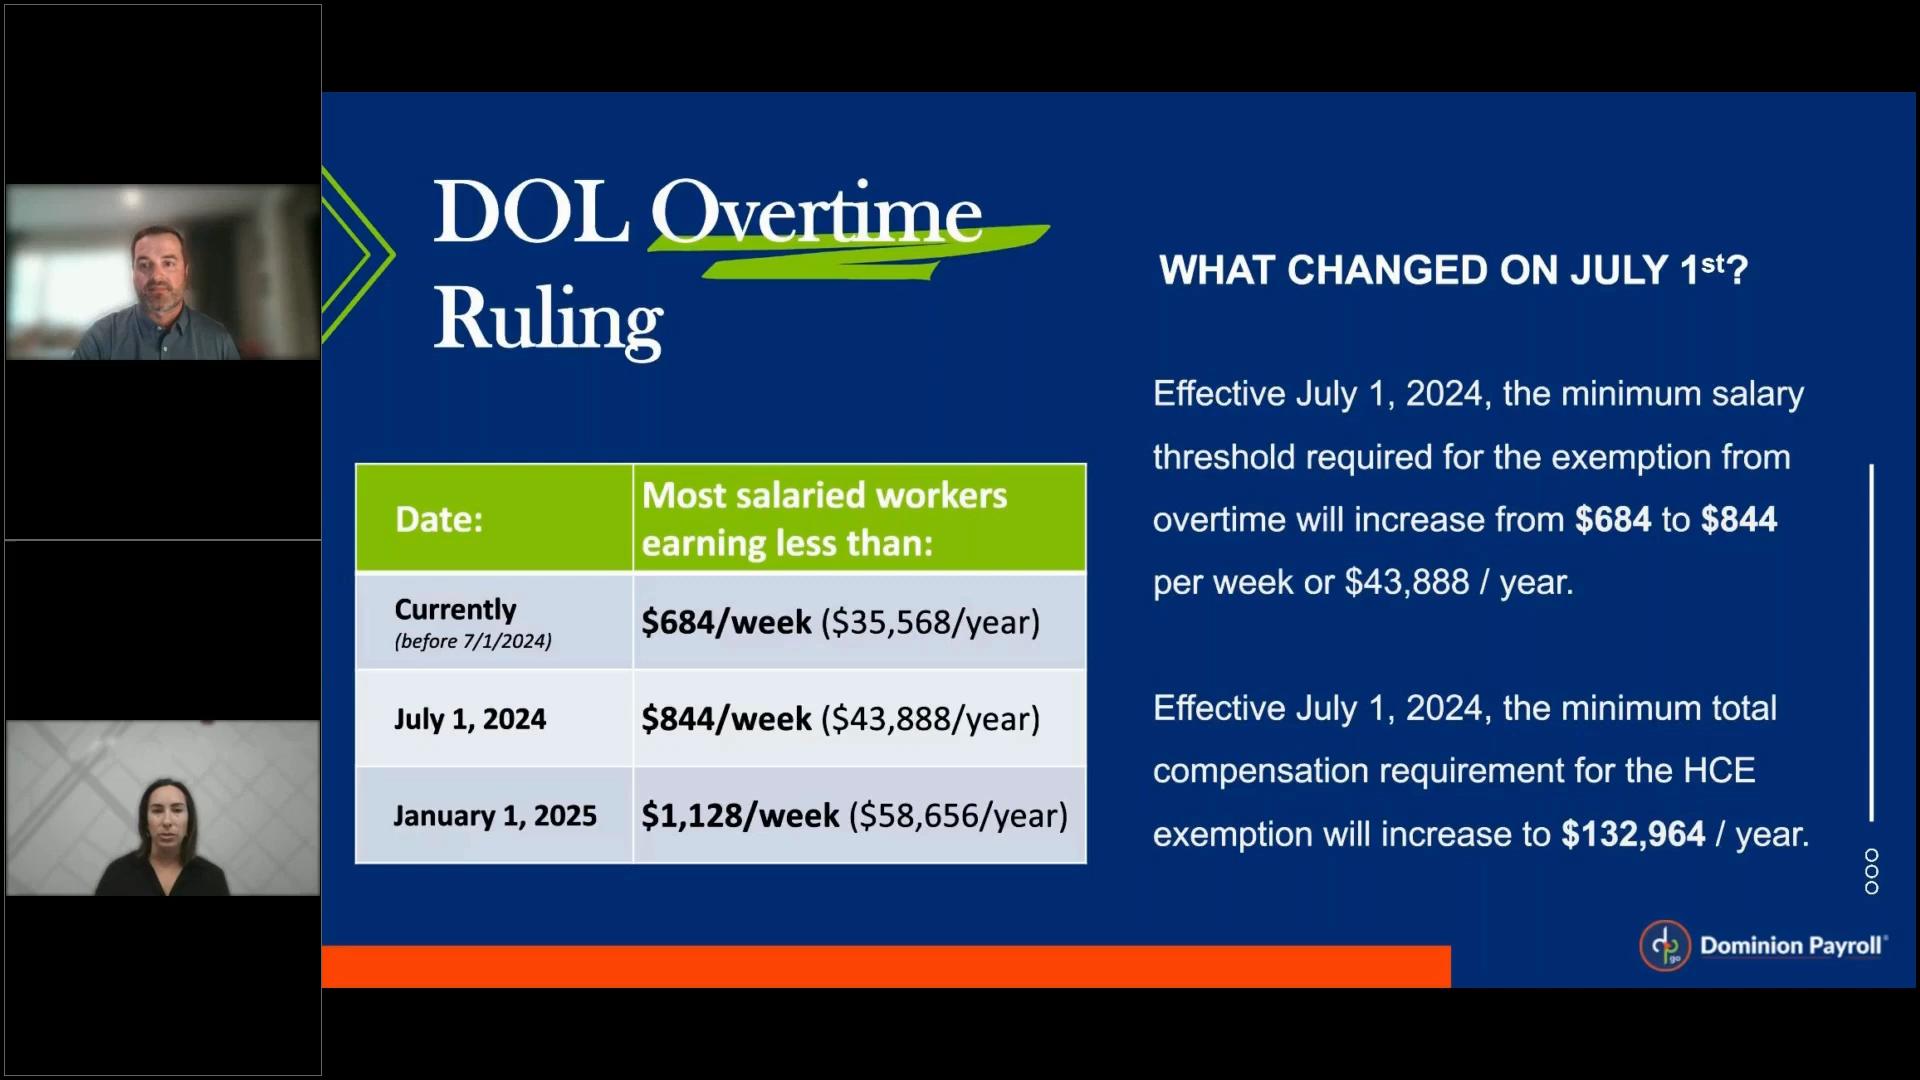 DOL Overtime
Ruling
Date:
Most salaried workers
earning less than:
Currently
(before 7/1/2024)
$684/week ($35,568/year)
July 1, 2024
$844/week ($43,888/year)
January 1, 2025
$1,128/week ($58,656/year)
WHAT CHANGED ON JULY 1st?
Effective July 1, 2024, the minimum salary
threshold required for the exemption from
overtime will increase from $684 to $844
per week or $43,888 / year.
Effective July 1, 2024, the minimum total
compensation requirement for the HCE
exemption will increase to $132,964 / year.
dp go
Dominion Payroll®